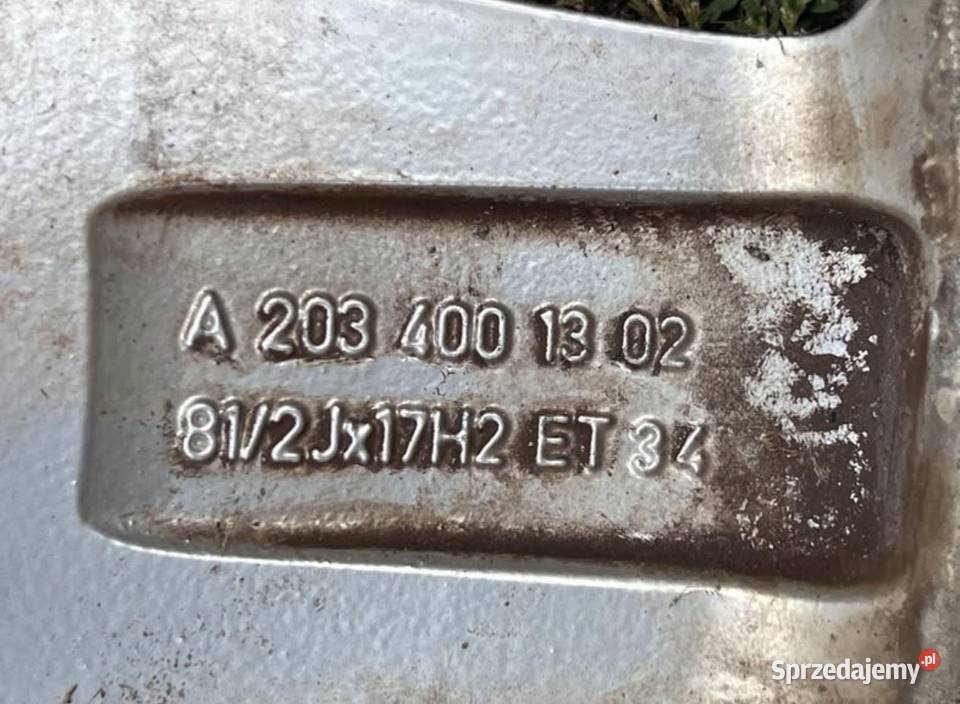 A 203 400 13 02
81/2Jx17H2 ET 34
Sprzedajemy.pl